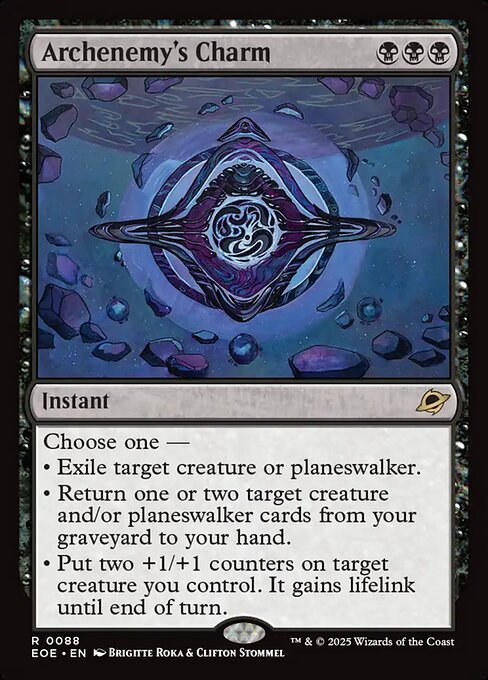 Archenemy's Charm
Instant
Choose one —
• Exile target creature or planeswalker.
• Return one or two target creature
and/or planeswalker cards from your
graveyard to your hand.
• Put two +1/+1 counters on target
creature you control. It gains lifelink
until end of turn.
R 0088
EOE • EN BRIGITTE ROKA & CLIFTON STOMMEL
™ & © 2025 Wizards of the Coast